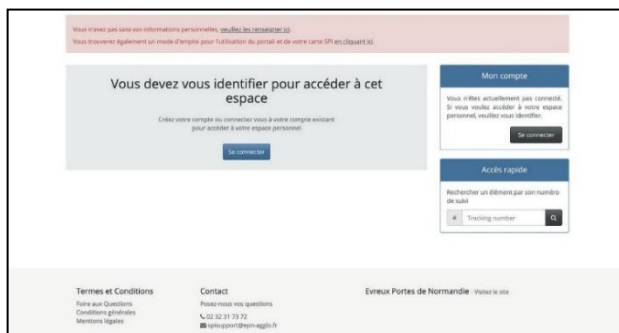 Vous n'avez pas saisi vos informations personnelles, veuillez les renseigner ici.
Vous trouverez également un mode d'emploi pour l'utilisation du portail et de votre carte SPI en cliquant ici.
Vous devez vous identifier pour accéder à cet
espace
Créez votre compte ou connectez vous à votre compte existant
pour accéder à votre espace personnel
Se connecter
Mon compte
Vous n'êtes actuellement pas connecté.
Si vous voulez accéder à votre espace
personnel, veuillez vous identifier.
Se connecter
Accès rapide
Rechercher un élément par son numéro
de suivi
# Tracking number
Termes et Conditions
Foire aux Questions
Conditions générales
Mentions légales
Contact
Posez-nous vos questions
02 32 31 73 72
spisupport@epn-agglo.fr
Evreux Portes de Normandie - Visitez le site